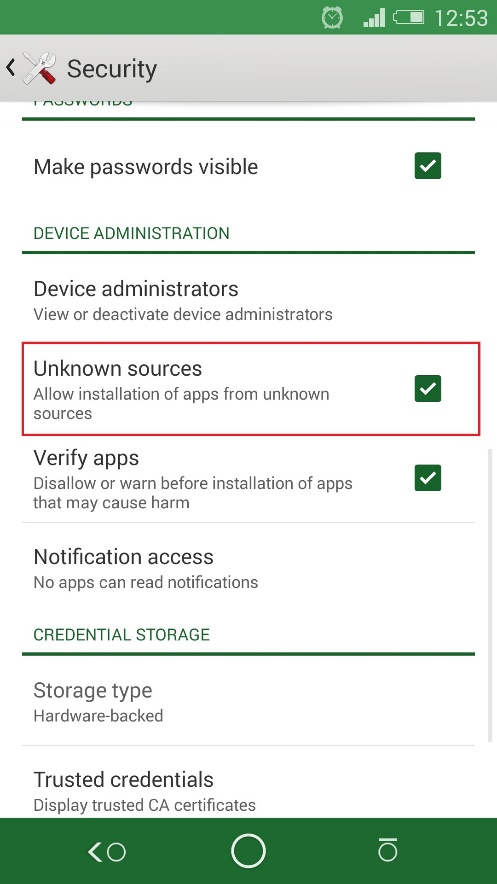 12:53
Security
PASSWORDS
Make passwords visible
DEVICE ADMINISTRATION
Device administrators
View or deactivate device administrators
Unknown sources
Allow installation of apps from unknown
sources
Verify apps
Disallow or warn before installation of apps
that may cause harm
Notification access
No apps can read notifications
CREDENTIAL STORAGE
Storage type
Hardware-backed
Trusted credentials
Display trusted CA certificates